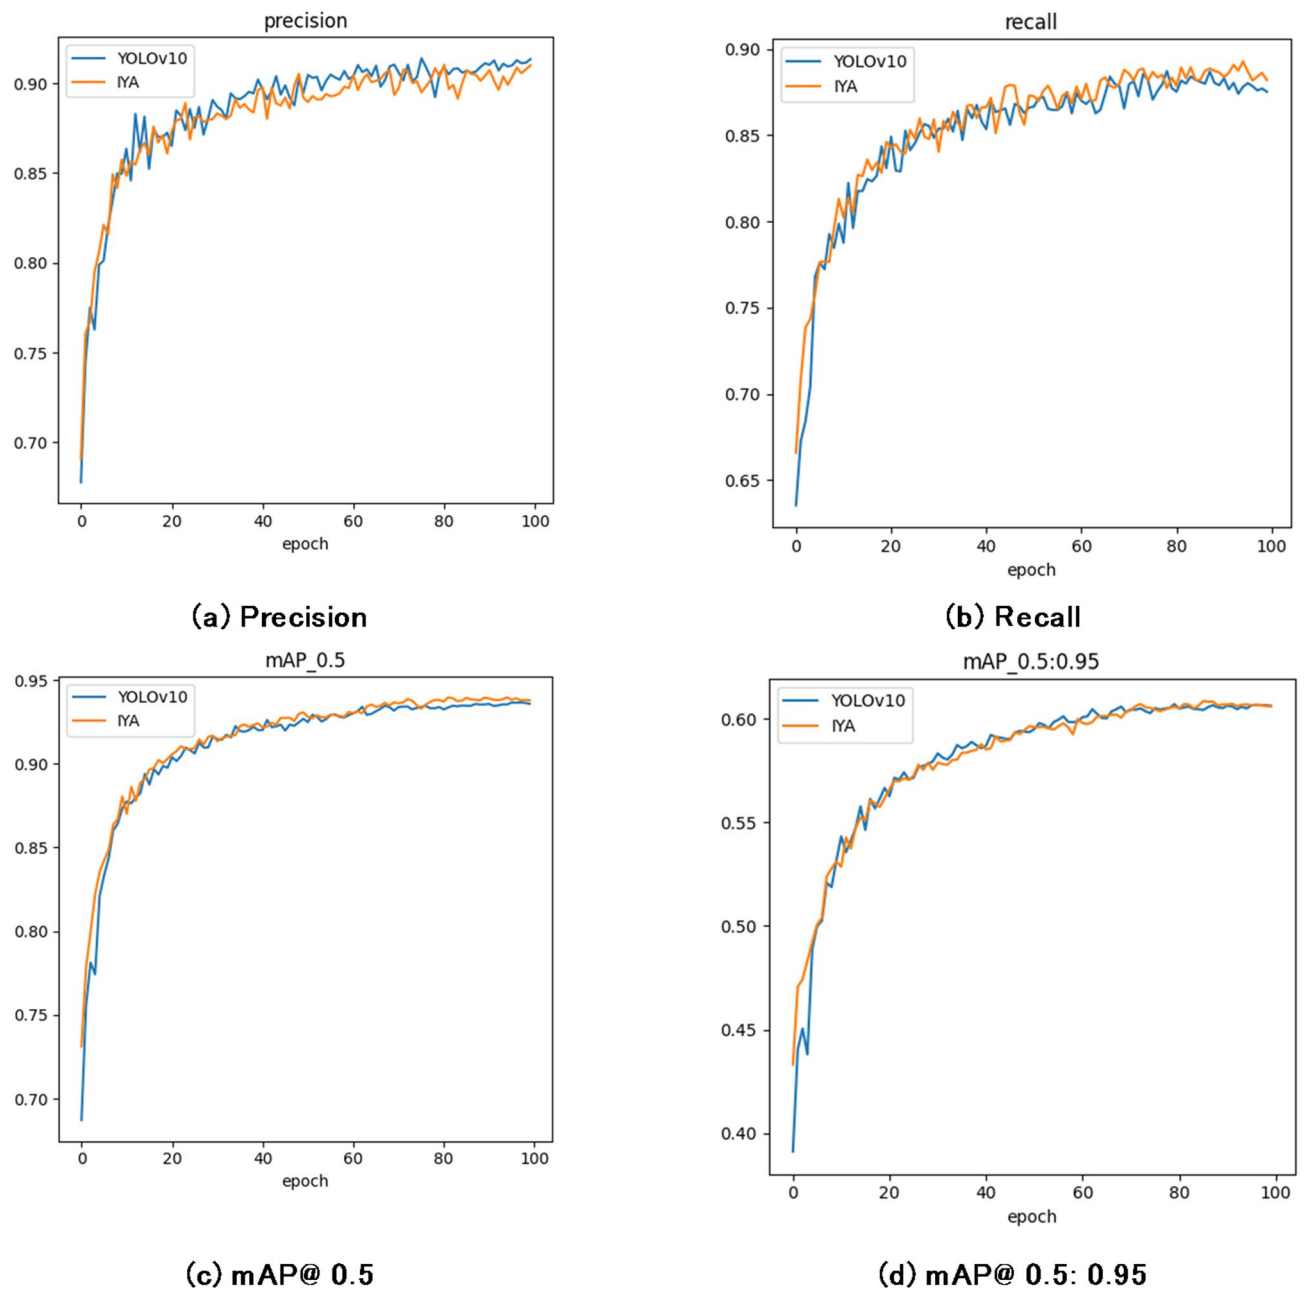 precision
YOLOv10
IYA
0.90
0.85
0.80
0.75
0.70
0 20 40 60 80 100
epoch
(a) Precision
recall
YOLOv10
IYA
0.90
0.85
0.80
0.75
0.70
0.65
0 20 40 60 80 100
epoch
(b) Recall
mAP_0.5
YOLOv10
IYA
0.95
0.90
0.85
0.80
0.75
0.70
0 20 40 60 80 100
epoch
(c) mAP@ 0.5
mAP_0.5:0.95
YOLOv10
IYA
0.60
0.55
0.50
0.45
0.40
0 20 40 60 80 100
epoch
(d) mAP@ 0.5: 0.95